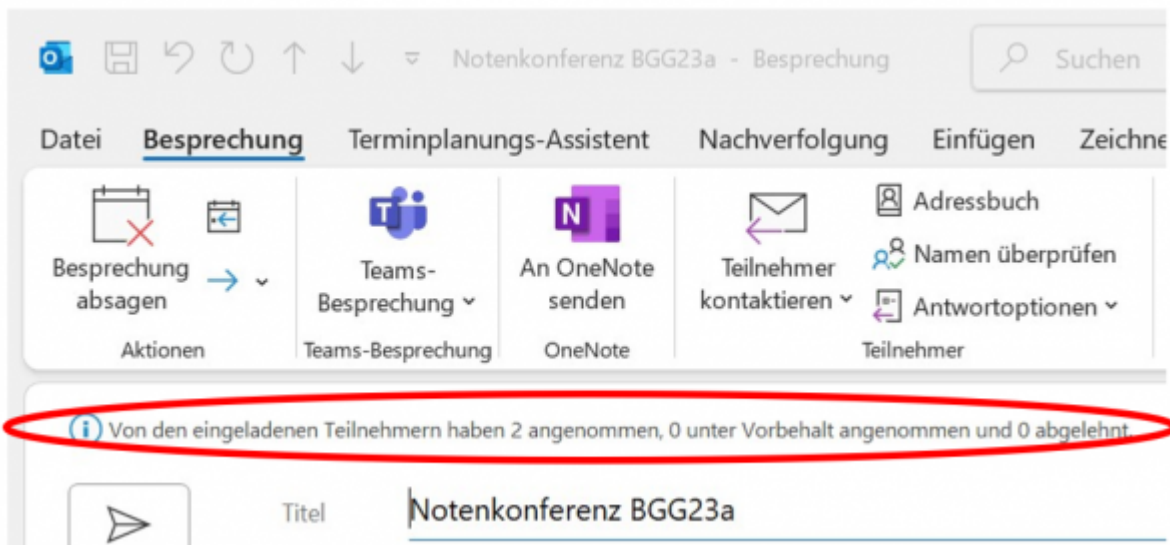 Notenkonferenz BGG23a - Besprechung
Suchen
Datei Besprechung Terminplanungs-Assistent Nachverfolgung Einfügen Zeichne
Besprechung
absagen
Aktionen
Teams-
Besprechung
Teams-Besprechung
An OneNote
senden
OneNote
Teilnehmer
kontaktieren
Adressbuch
Namen überprüfen
Antwortoptionen
Teilnehmer
Von den eingeladenen Teilnehmern haben 2 angenommen, 0 unter Vorbehalt angenommen und 0 abgelehnt.
Titel Notenkonferenz BGG23a